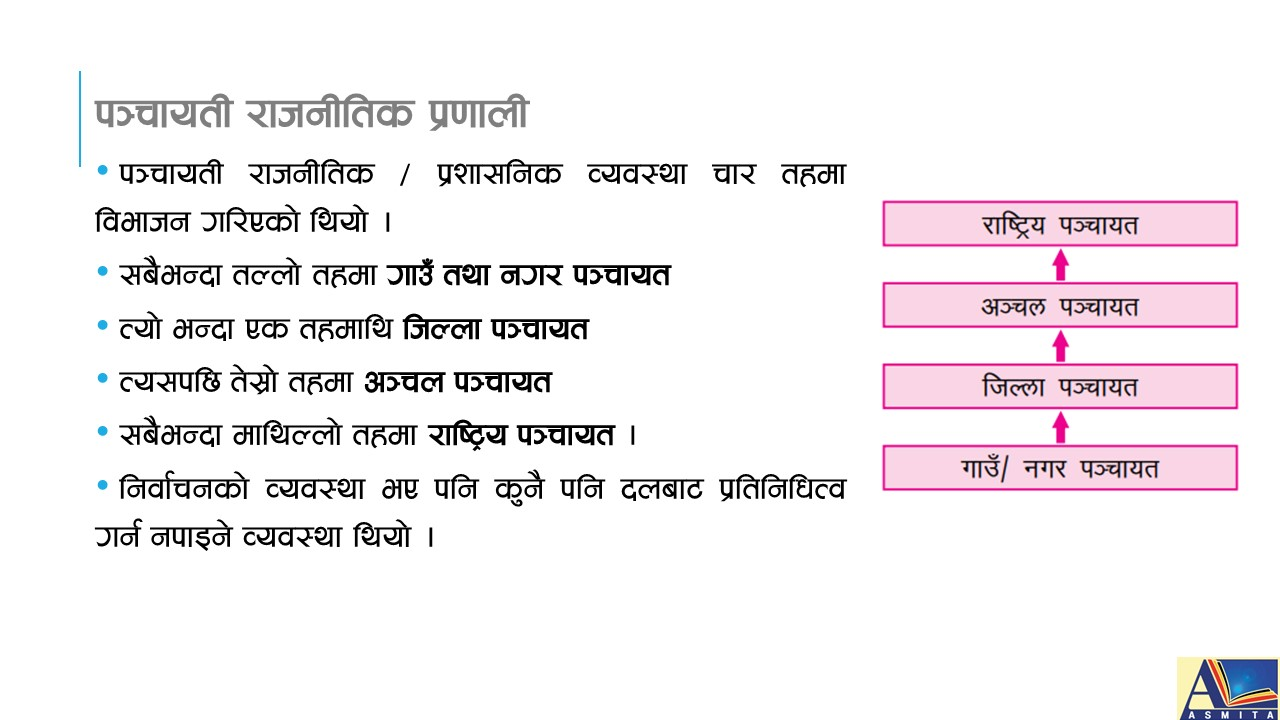 पञ्चायती राजनीतिक प्रणाली
• पञ्चायती राजनीतिक / प्रशासनिक व्यवस्था चार तहमा
विभाजन गरिएको थियो ।
• सबैभन्दा तल्लो तहमा गाउँ तथा नगर पञ्चायत
• त्यो भन्दा एक तहमाथि जिल्ला पञ्चायत
• त्यसपछि तेस्रो तहमा अञ्चल पञ्चायत
• सबैभन्दा माथिल्लो तहमा राष्ट्रिय पञ्चायत ।
• निर्वाचनको व्यवस्था भए पनि कुनै पनि दलबाट प्रतिनिधित्व
गर्न नपाइने व्यवस्था थियो ।
राष्ट्रिय पञ्चायत
अञ्चल पञ्चायत
जिल्ला पञ्चायत
गाउँ/ नगर पञ्चायत
ASMITA